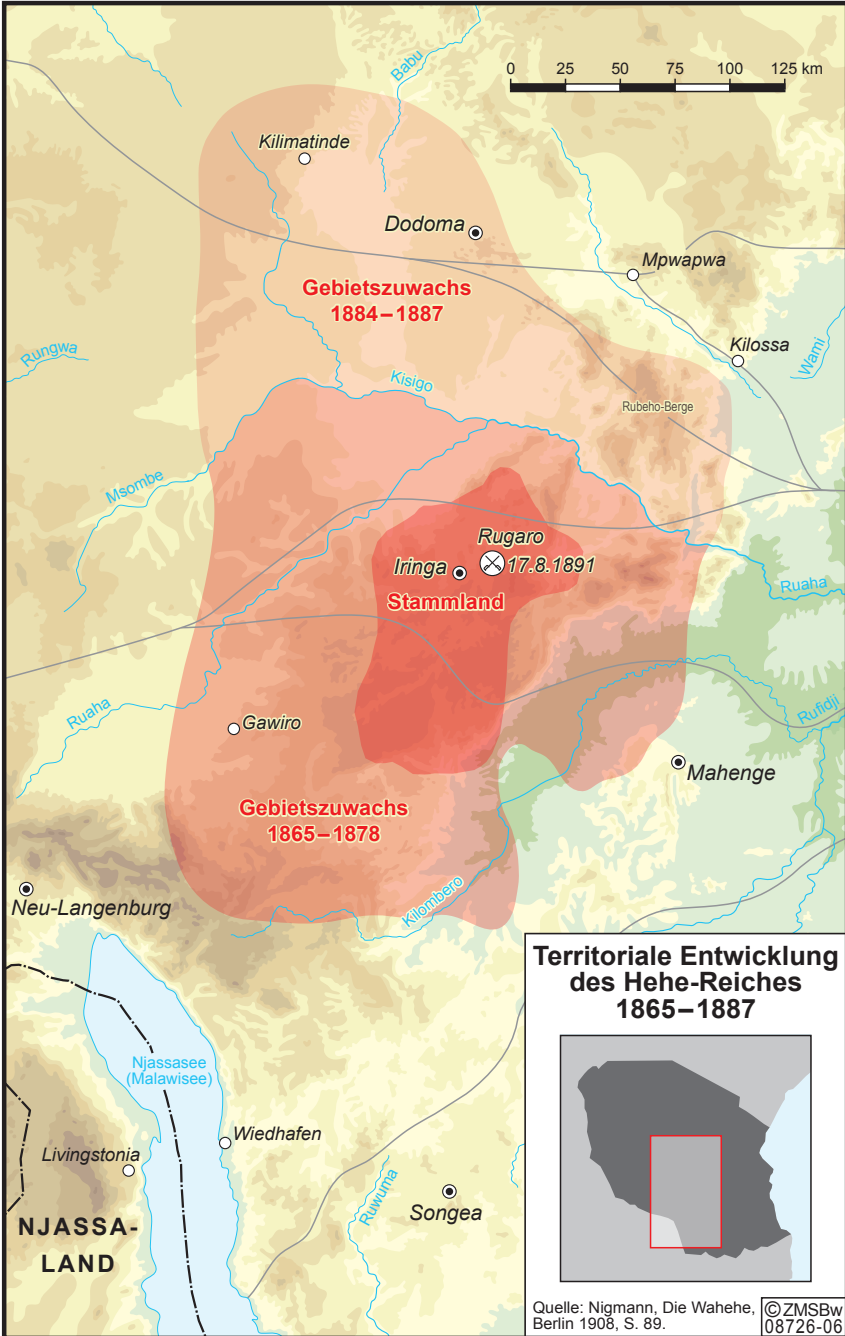 0 25 50 75 100 125 km
Babu
Kilimatinde
Dodoma
Mpwapwa
Gebietszuwachs
1884–1887
Kilossa
Wami
Rungwa
Kisigo
Rubeho-Berge
Msombe
Rugaro
Iringa
17.8.1891
Stammland
Ruaha
Ruaha
Rufidji
Gawiro
Mahenge
Gebietszuwachs
1865–1878
Neu-Langenburg
Kilombero
Njassasee
(Malawisee)
Wiedhafen
Livingstonia
Ruwuma
Songea
NJASSA-
LAND
Territoriale Entwicklung
des Hehe-Reiches
1865–1887
Quelle: Nigmann, Die Wahehe,
Berlin 1908, S. 89.
©ZMSBw
08726-06